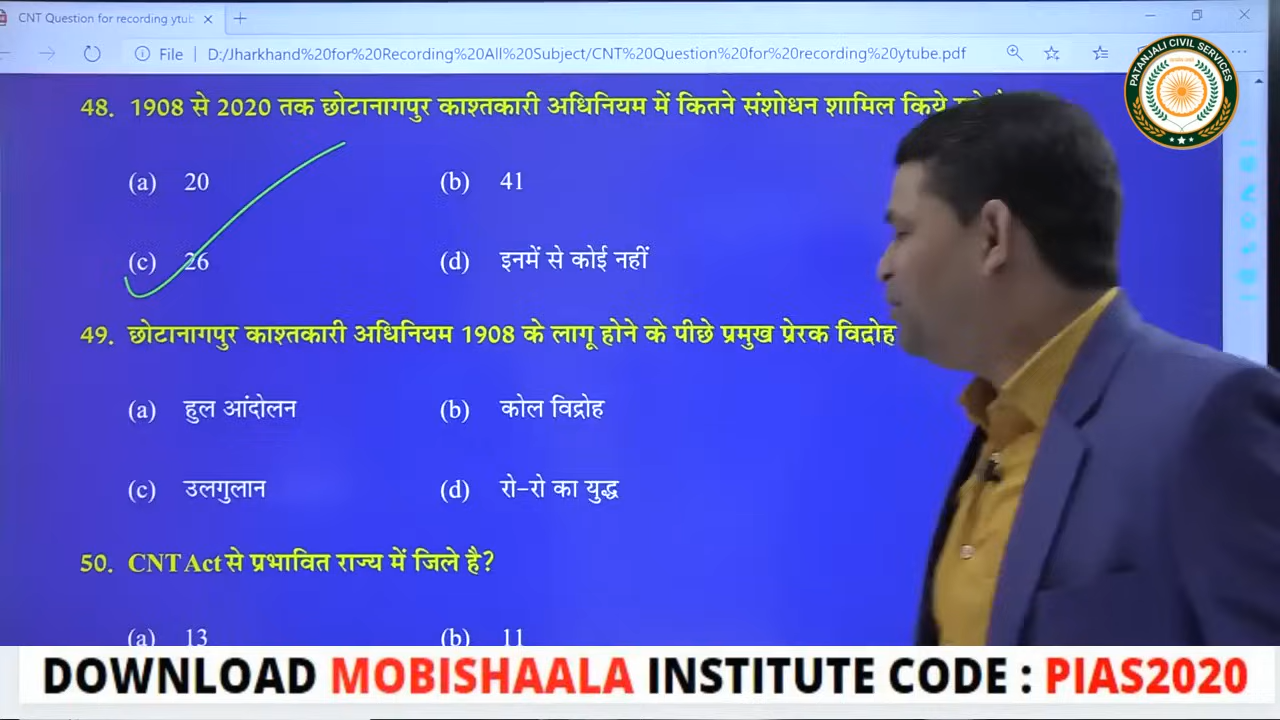 CNT Question for recording ytub
File
D:/Jharkhand%20for%20Recording%20All%20Subject/CNT%20Question%20for%20recording%20ytube.pdf
PATANJALI CIVIL SERVICES
48. 1908 से 2020 तक छोटानागपुर काश्तकारी अधिनियम में कितने संशोधन शामिल किये
(a) 20 (b) 41
(c) 26 (d) इनमें से कोई नहीं
49. छोटानागपुर काश्तकारी अधिनियम 1908 के लागू होने के पीछे प्रमुख प्रेरक विद्रोह
(a) हुल आंदोलन (b) कोल विद्रोह
(c) उलगुलान (d) रो-रो का युद्ध
50. CNT Act से प्रभावित राज्य में जिले है?
(a) 13 (b) 11
DOWNLOAD MOBISHAALA INSTITUTE CODE : PIAS2020